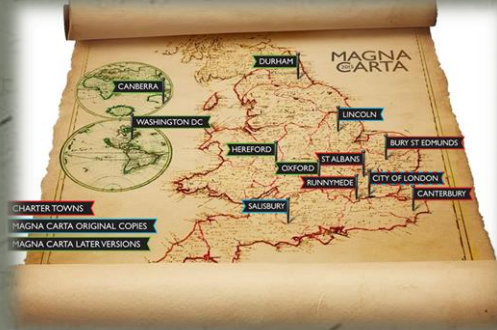 MAGNA
2015
CARTA
DURHAM
CANBERRA
LINCOLN
WASHINGTON DC
BURY ST EDMUNDS
HEREFORD
ST ALBANS
OXFORD
CITY OF LONDON
RUNNYMEDE
CANTERBURY
SALISBURY
CHARTER TOWNS
MAGNA CARTA ORIGINAL COPIES
MAGNA CARTA LATER VERSIONS